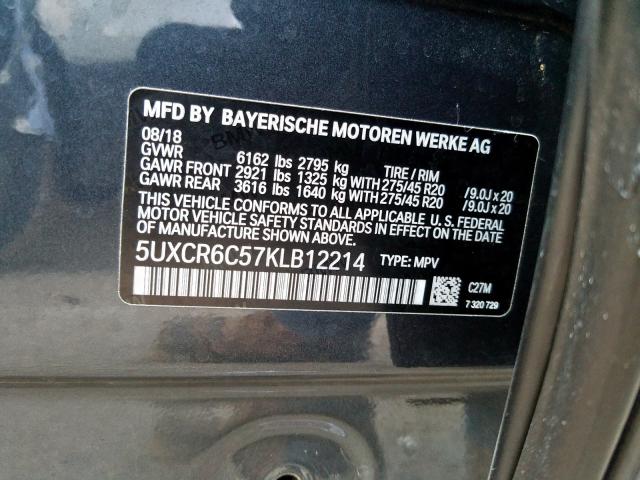 MFD BY BAYERISCHE MOTOREN WERKE AG
08/18
GVWR 6162 lbs 2795 kg TIRE / RIM
GAWR FRONT 2921 lbs 1325 kg WITH 275/45 R20 / 9.0J x 20
GAWR REAR 3616 lbs 1640 kg WITH 275/45 R20 / 9.0J x 20
THIS VEHICLE CONFORMS TO ALL APPLICABLE U. S. FEDERAL
MOTOR VEHICLE SAFETY STANDARDS IN EFFECT ON THE DATE
OF MANUFACTURE SHOWN ABOVE.
5UXCR6C57KLB12214 TYPE: MPV
C27M
7 320 729